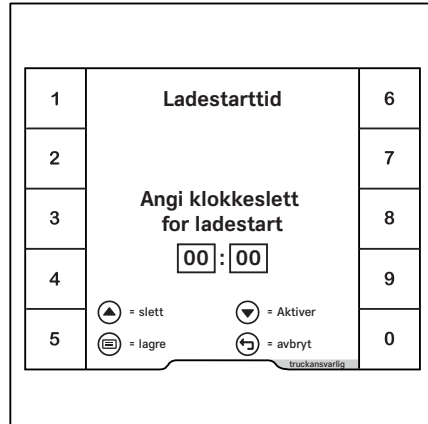 1
Ladestarttid
6
2
7
Angi klokkeslett
3
for ladestart
8
00 : 00
4
9
= slett
= Aktiver
5
= lagre
= avbryt
0
truckansvarlig